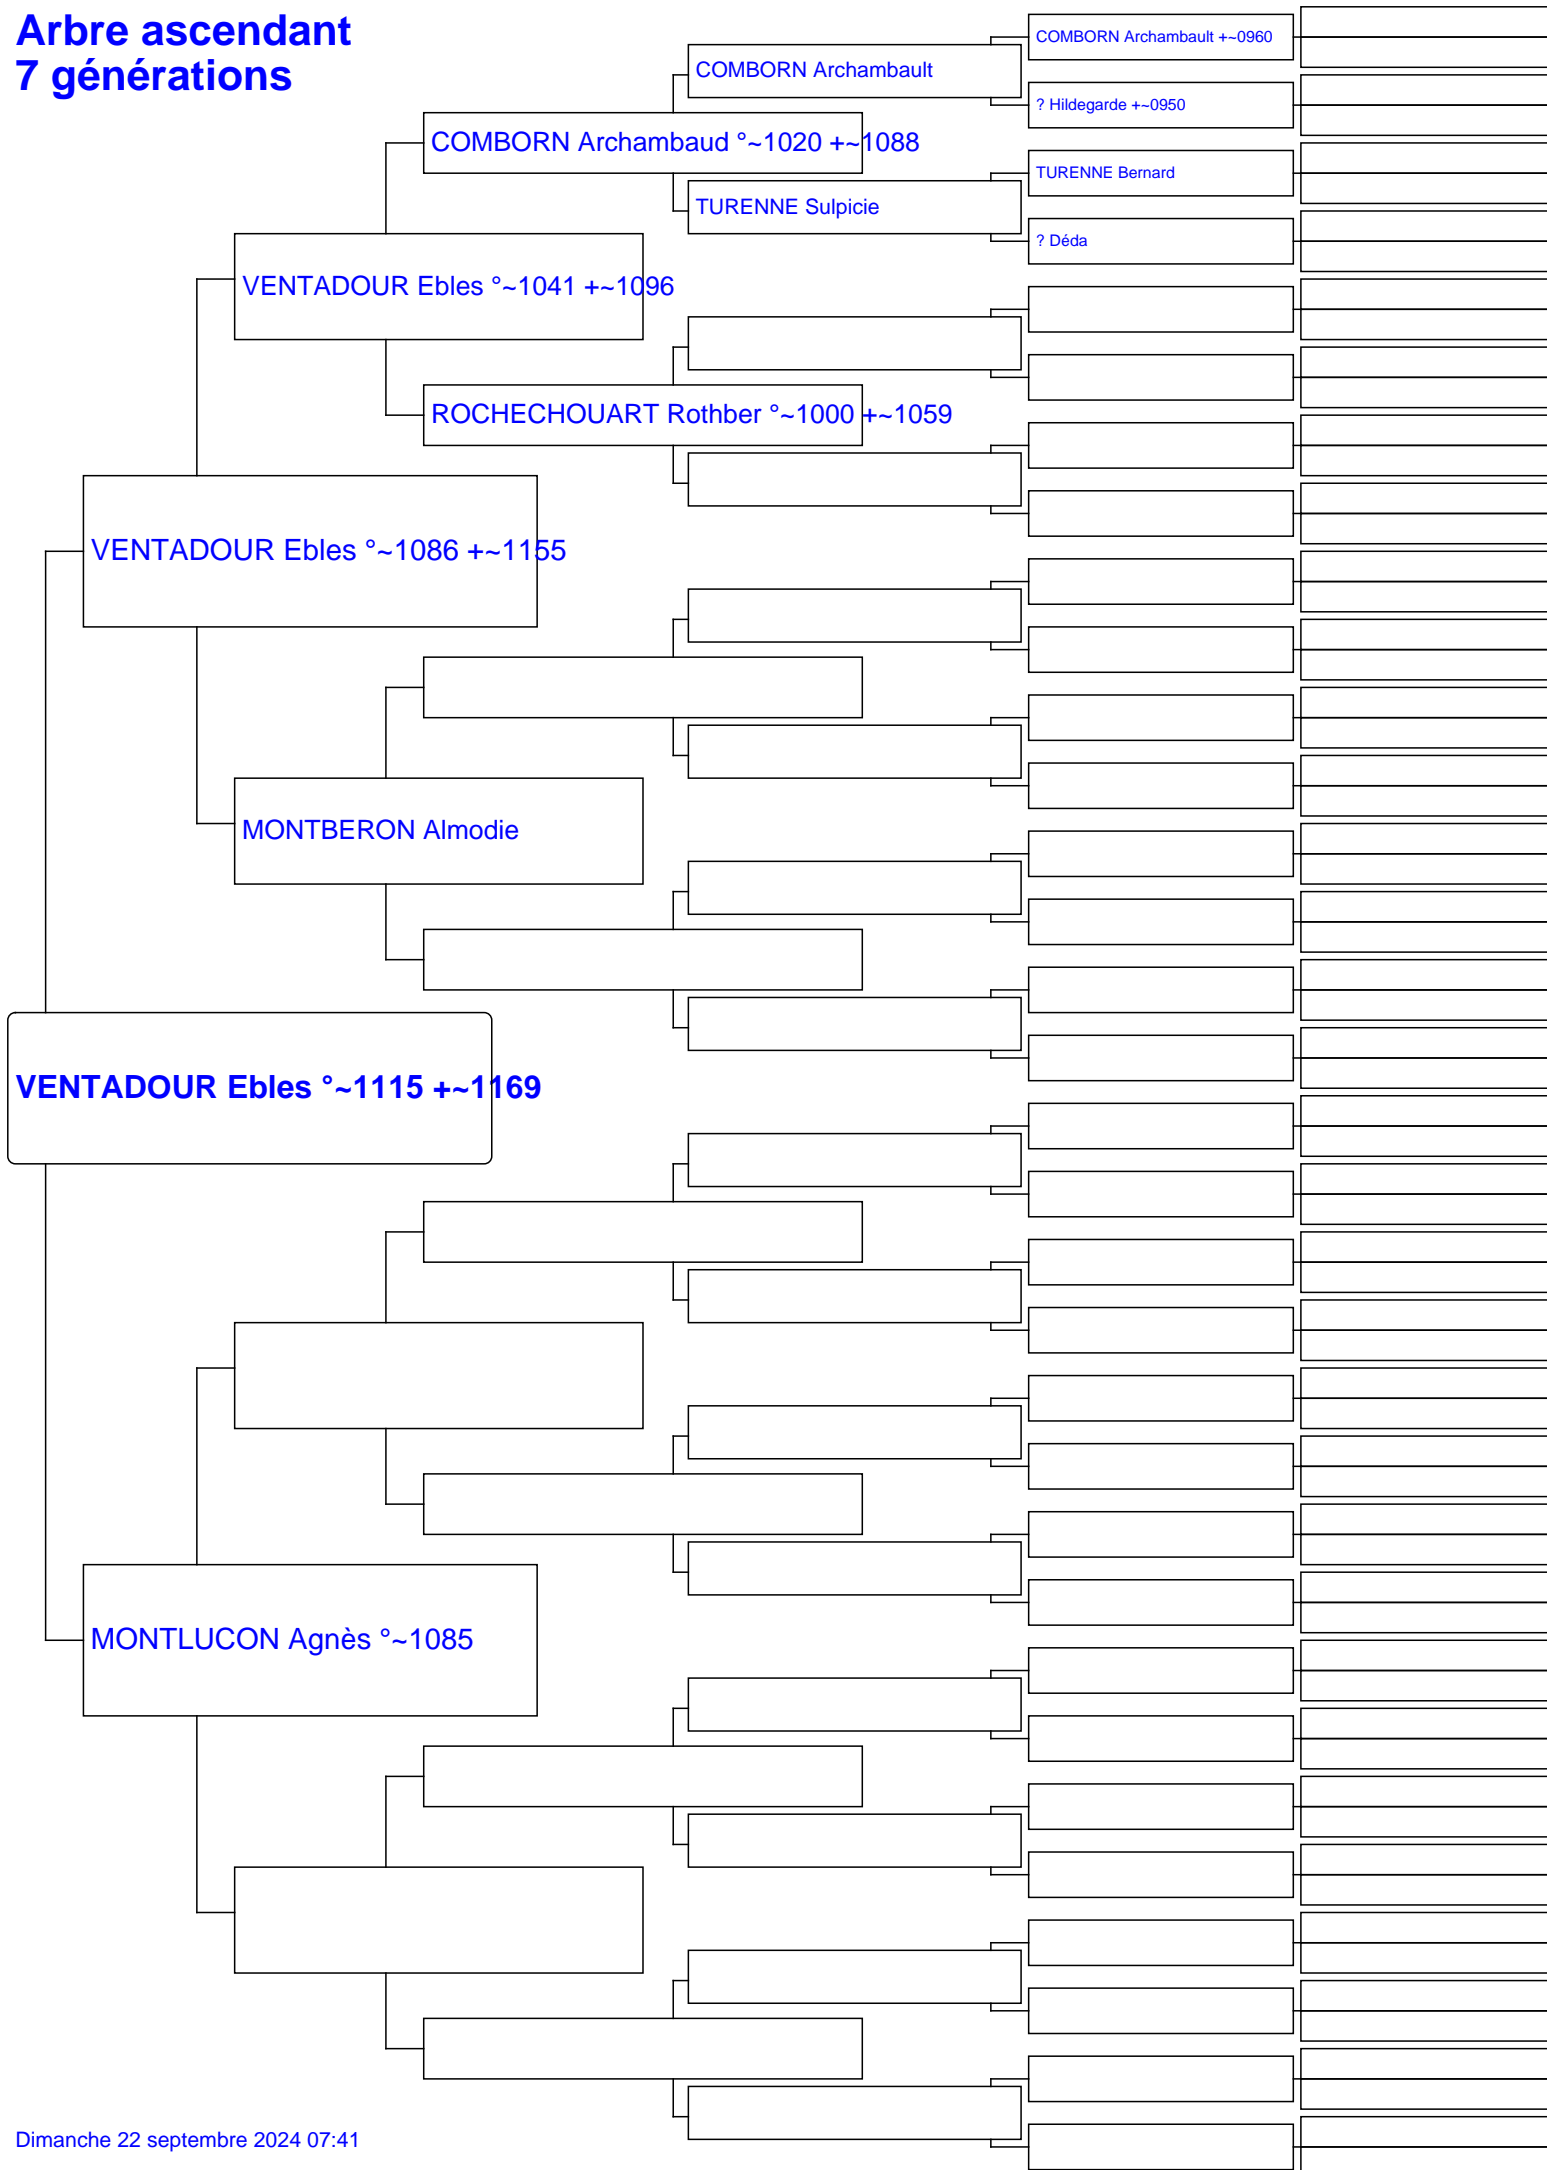 Arbre ascendant
7 générations
COMBORN Archambault +~0960
COMBORN Archambault
? Hildegarde +~0950
COMBORN Archambaud °~1020 +~1088
TURENNE Bernard
TURENNE Sulpicie
? Déda
VENTADOUR Ebles °~1041 +~1096
ROCHECHOUART Rothber °~1000 +~1059
VENTADOUR Ebles °~1086 +~1155
MONTBERON Almodie
VENTADOUR Ebles °~1115 +~1169
MONTLUCON Agnès °~1085
Dimanche 22 septembre 2024 07:41